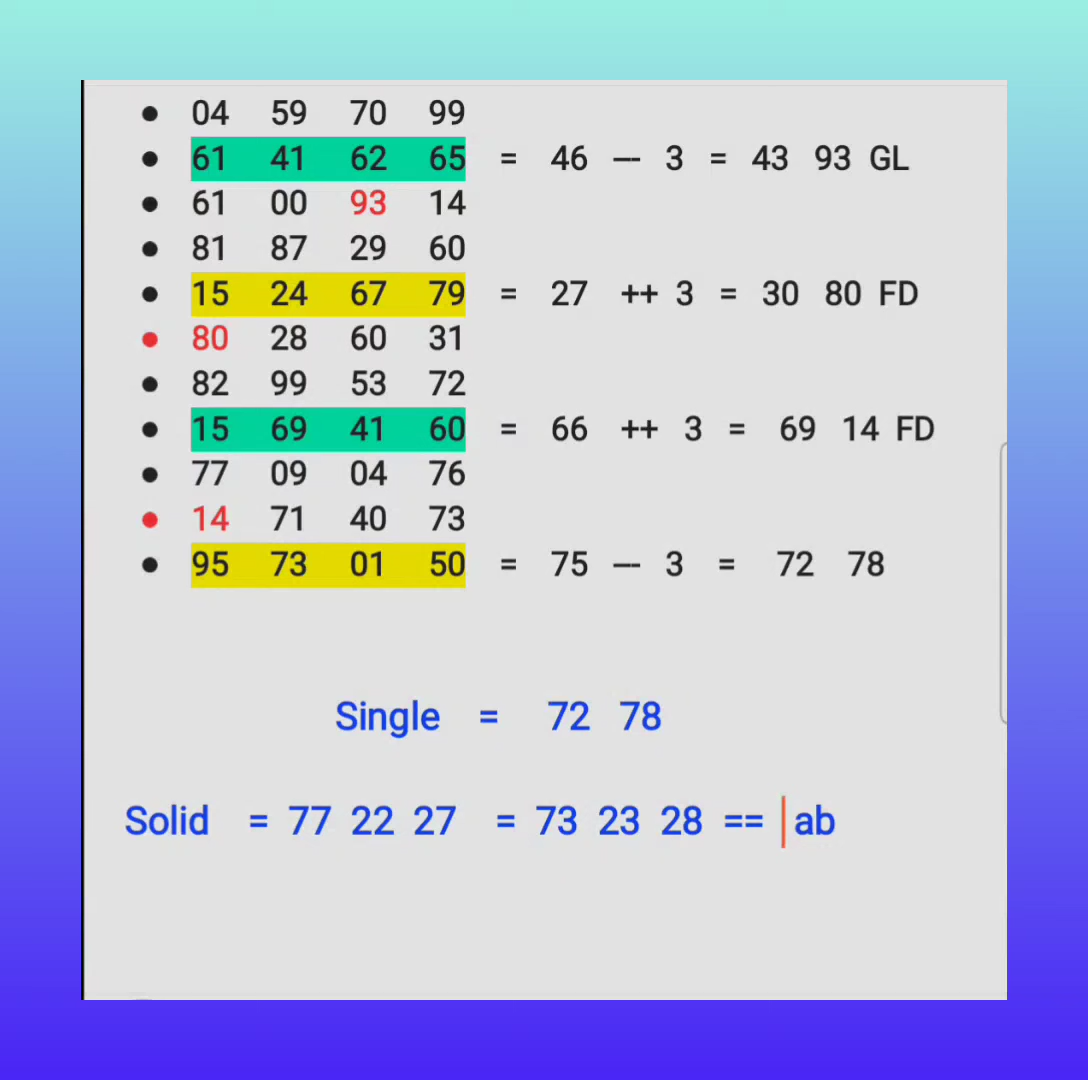 • 04 59 70 99
• 61 41 62 65 = 46 –- 3 = 43 93 GL
• 61 00 93 14
• 81 87 29 60
• 15 24 67 79 = 27 ++ 3 = 30 80 FD
• 80 28 60 31
• 82 99 53 72
• 15 69 41 60 = 66 ++ 3 = 69 14 FD
• 77 09 04 76
• 14 71 40 73
• 95 73 01 50 = 75 –- 3 = 72 78
Single = 72 78
Solid = 77 22 27 = 73 23 28 == ab